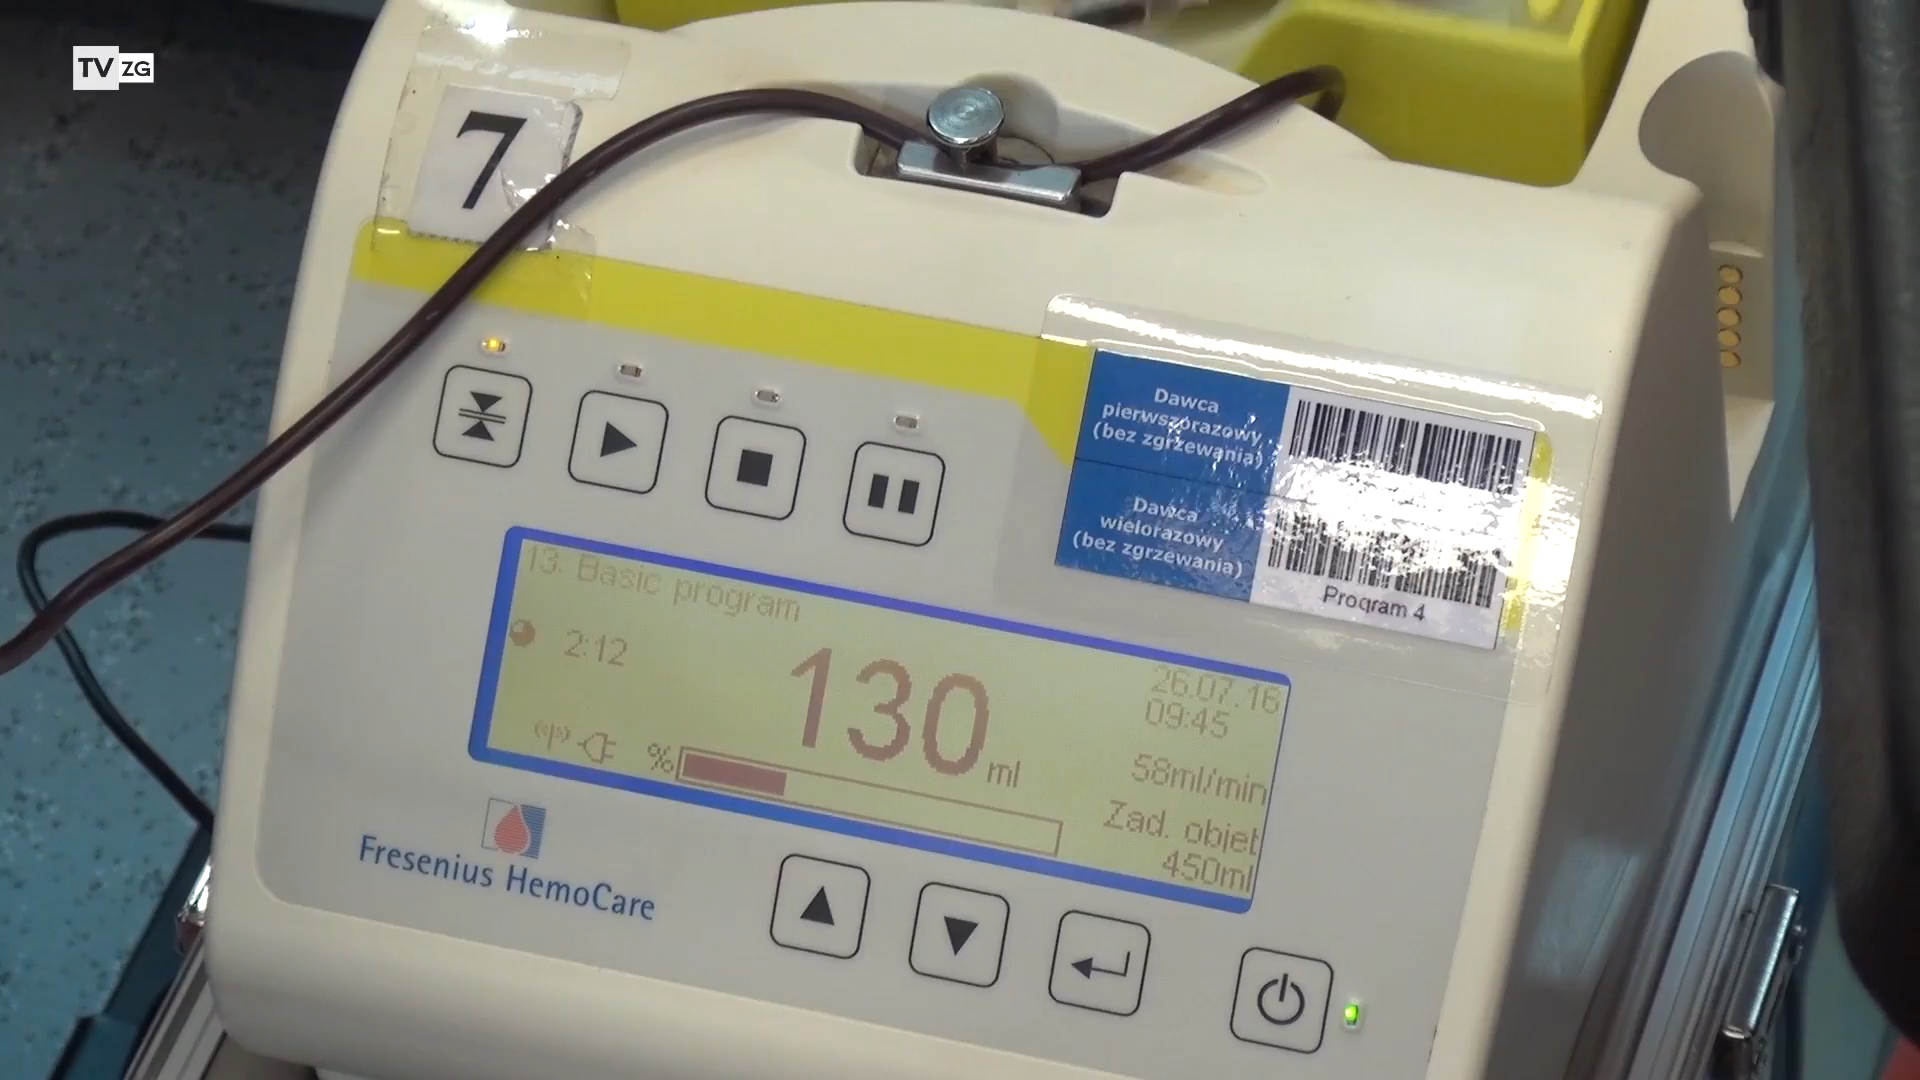 TV ZG
7
Dawca
pierwszorazowy
(bez zgrzewania)
Dawca
wielorazowy
(bez zgrzewania)
Program 4
13. Basic program
2:12
130 ml
26.07.16
09:45
%
58ml/min
Zad. objet
450ml
Fresenius HemoCare